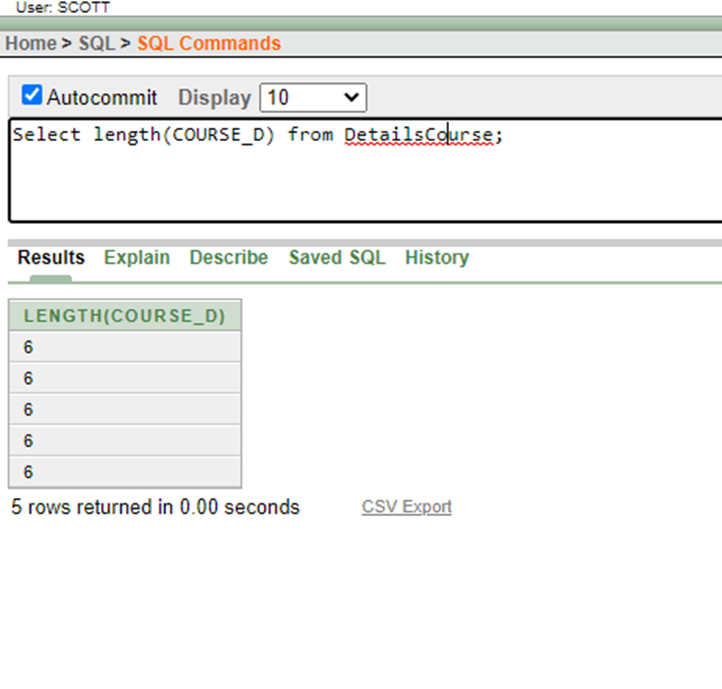 User: SCOTT
Home > SQL > SQL Commands
Autocommit Display 10
Select length(COURSE_D) from DetailsCourse;
Results Explain Describe Saved SQL History
LENGTH(COURSE_D)
6
6
6
6
6
5 rows returned in 0.00 seconds CSV Export